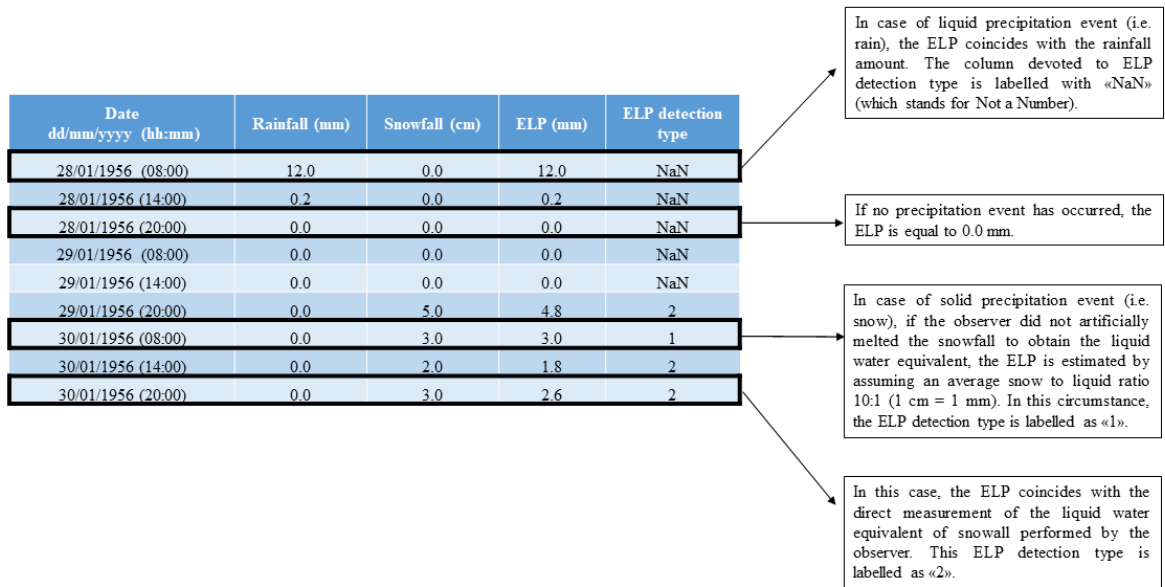 In case of liquid precipitation event (i.e.
rain), the ELP coincides with the rainfall
amount. The column devoted to ELP
detection type is labelled with «NaN»
(which stands for Not a Number).
Date
dd/mm/yyyy (hh:mm) Rainfall (mm) Snowfall (cm) ELP (mm) ELP detection
type
28/01/1956 (08:00) 12.0 0.0 12.0 NaN
28/01/1956 (14:00) 0.2 0.0 0.2 NaN
28/01/1956 (20:00) 0.0 0.0 0.0 NaN
29/01/1956 (08:00) 0.0 0.0 0.0 NaN
29/01/1956 (14:00) 0.0 0.0 0.0 NaN
29/01/1956 (20:00) 0.0 5.0 4.8 2
30/01/1956 (08:00) 0.0 3.0 3.0 1
30/01/1956 (14:00) 0.0 2.0 1.8 2
30/01/1956 (20:00) 0.0 3.0 2.6 2
If no precipitation event has occurred, the
ELP is equal to 0.0 mm.
In case of solid precipitation event (i.e.
snow), if the observer did not artificially
melted the snowfall to obtain the liquid
water equivalent, the ELP is estimated by
assuming an average snow to liquid ratio
10:1 (1 cm = 1 mm). In this circumstance,
the ELP detection type is labelled as «1».
In this case, the ELP coincides with the
direct measurement of the liquid water
equivalent of snowall performed by the
observer. This ELP detection type is
labelled as «2».